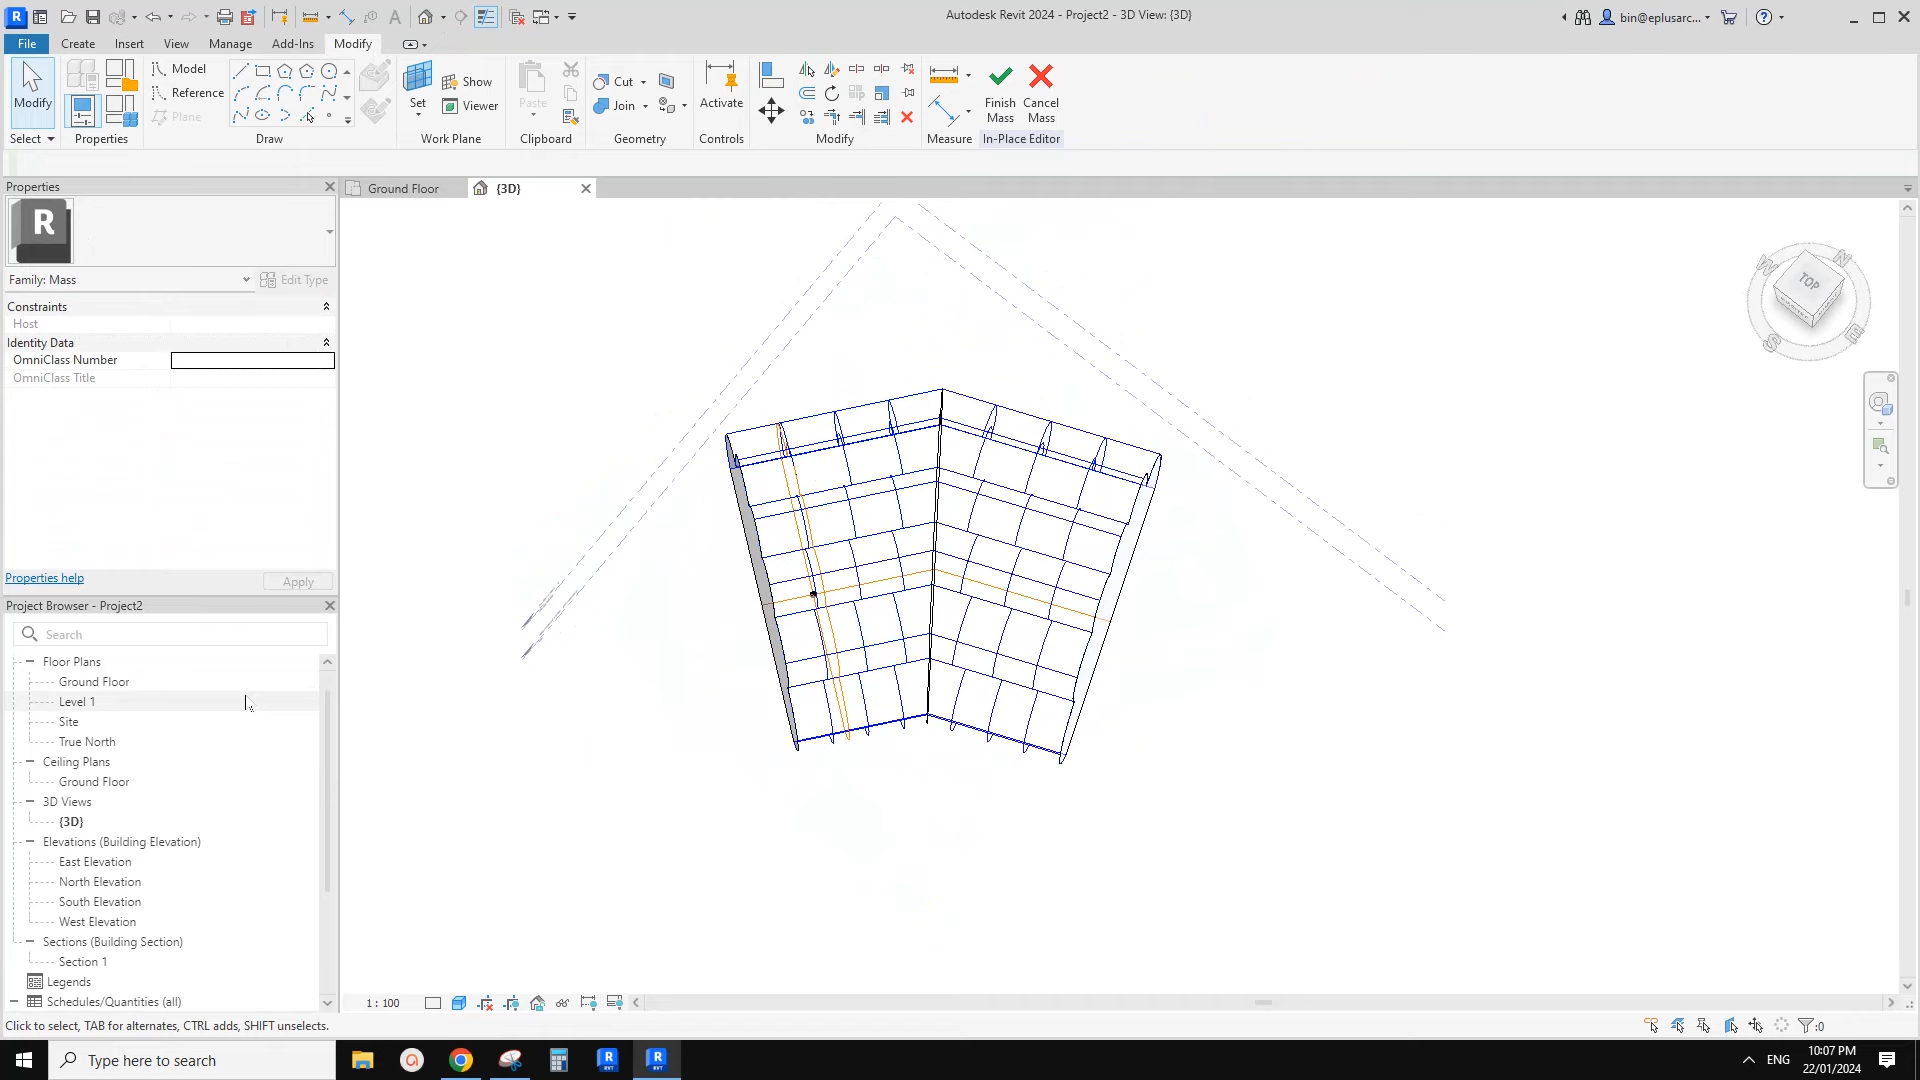 Autodesk Revit 2024 - Project2 - 3D View: {3D}
bin@eplusarc...
File Create Insert View Manage Add-Ins Modify
Modify
Select
Properties
Model
Reference
Plane
Draw
Set
Show
Viewer
Work Plane
Paste
Clipboard
Cut
Join
Geometry
Activate
Controls
Modify
Measure
Finish
Mass
Cancel
Mass
In-Place Editor
Properties
Ground Floor
{3D}
R
Family: Mass
Edit Type
Constraints
Host
Identity Data
OmniClass Number
OmniClass Title
Properties help
Apply
Project Browser - Project2
Search
Floor Plans
Ground Floor
Level 1
Site
True North
Ceiling Plans
Ground Floor
3D Views
{3D}
Elevations (Building Elevation)
East Elevation
North Elevation
South Elevation
West Elevation
Sections (Building Section)
Section 1
Legends
Schedules/Quantities (all)
TOP
W
N
S
E
1 : 100
Click to select, TAB for alternates, CTRL adds, SHIFT unselects.
:0
Type here to search
ENG
10:07 PM
22/01/2024